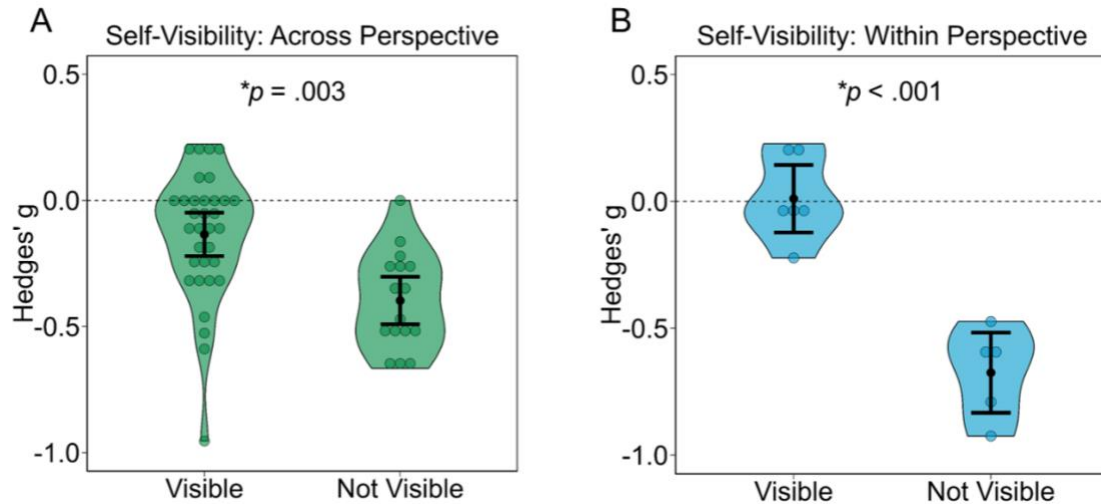 A
Self-Visibility: Across Perspective
*p = .003
0.5
0.0
-0.5
-1.0
Hedges' g
Visible
Not Visible
B
Self-Visibility: Within Perspective
*p < .001
0.5
0.0
-0.5
-1.0
Hedges' g
Visible
Not Visible